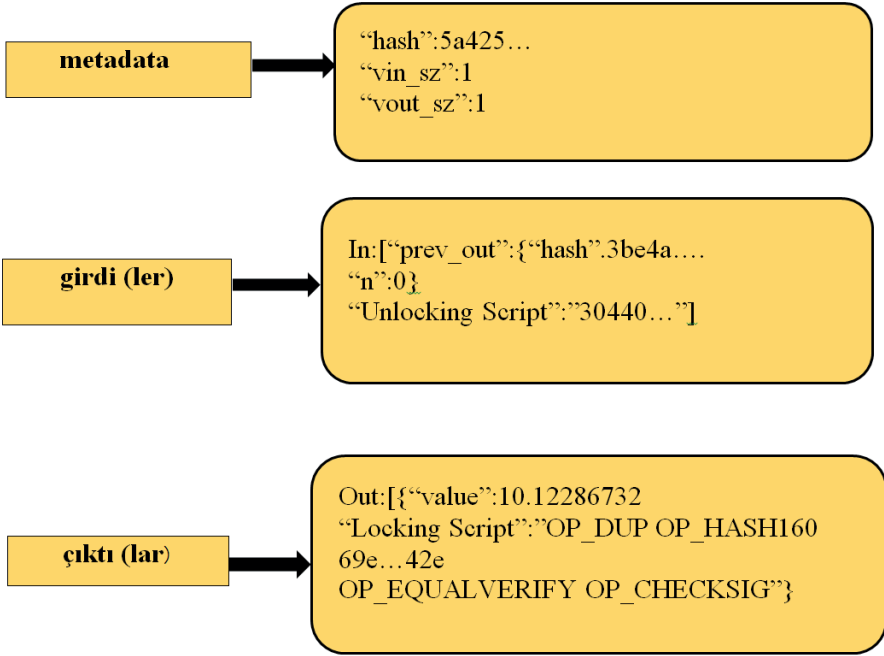 metadata
“hash”:5a425…
“vin_sz”:1
“vout_sz”:1
girdi (ler)
In:[“prev_out”:{“hash”.3be4a….
“n”:0}
“Unlocking Script”:”30440…”]
çıktı (lar)
Out:[{“value”:10.12286732
“Locking Script”:”OP_DUP OP_HASH160
69e…42e
OP_EQUALVERIFY OP_CHECKSIG”}